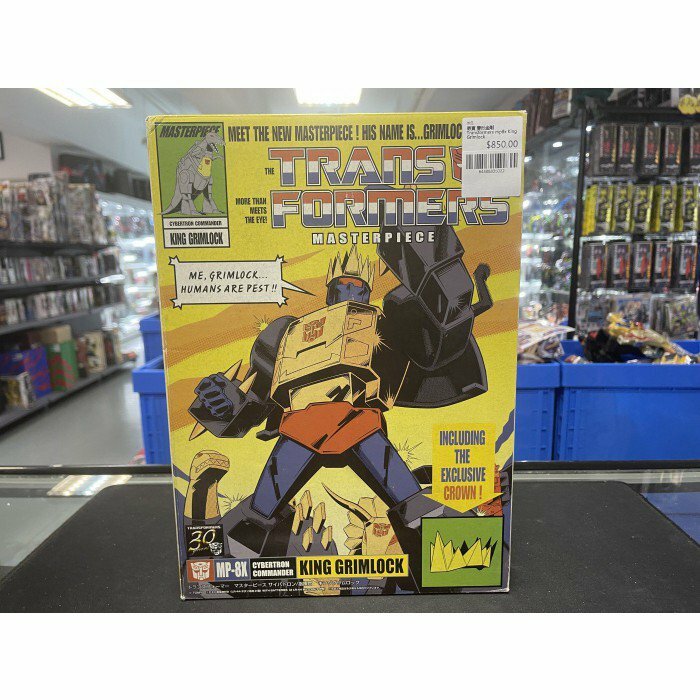 MASTERPIECE
CYBERTRON COMMANDER
KING GRIMLOCK
MEET THE NEW MASTERPIECE ! HIS NAME IS...GRIMLOCK
$850.00
THE
TRANSFORMERS
MORE THAN
MEETS
THE EYE!
MASTERPIECE
ME, GRIMLOCK...
HUMANS ARE PEST !!
INCLUDING
THE
EXCLUSIVE
CROWN !
TRANSFORMERS
30
MP-8X
CYBERTRON
COMMANDER
KING GRIMLOCK